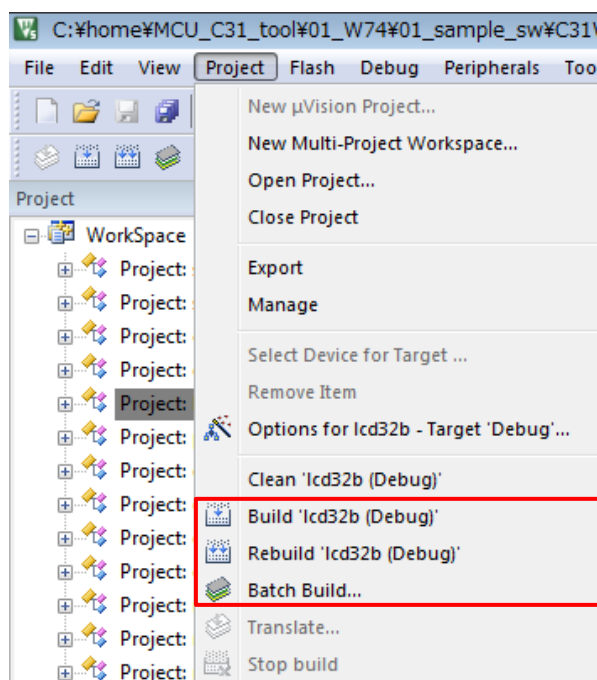 C:¥home¥MCU_C31_tool¥01_W74¥01_sample_sw¥C31
File Edit View Project Flash Debug Peripherals Too
New µVision Project...
New Multi-Project Workspace...
Open Project...
Project
Close Project
WorkSpace
Project:
Export
Project:
Manage
Project:
Select Device for Target ...
Project:
Remove Item
Project:
Options for lcd32b - Target 'Debug'...
Project:
Clean 'lcd32b (Debug)'
Project:
Build 'lcd32b (Debug)'
Project:
Rebuild 'lcd32b (Debug)'
Project:
Batch Build...
Project:
Project:
Translate...
Project:
Stop build
Project: